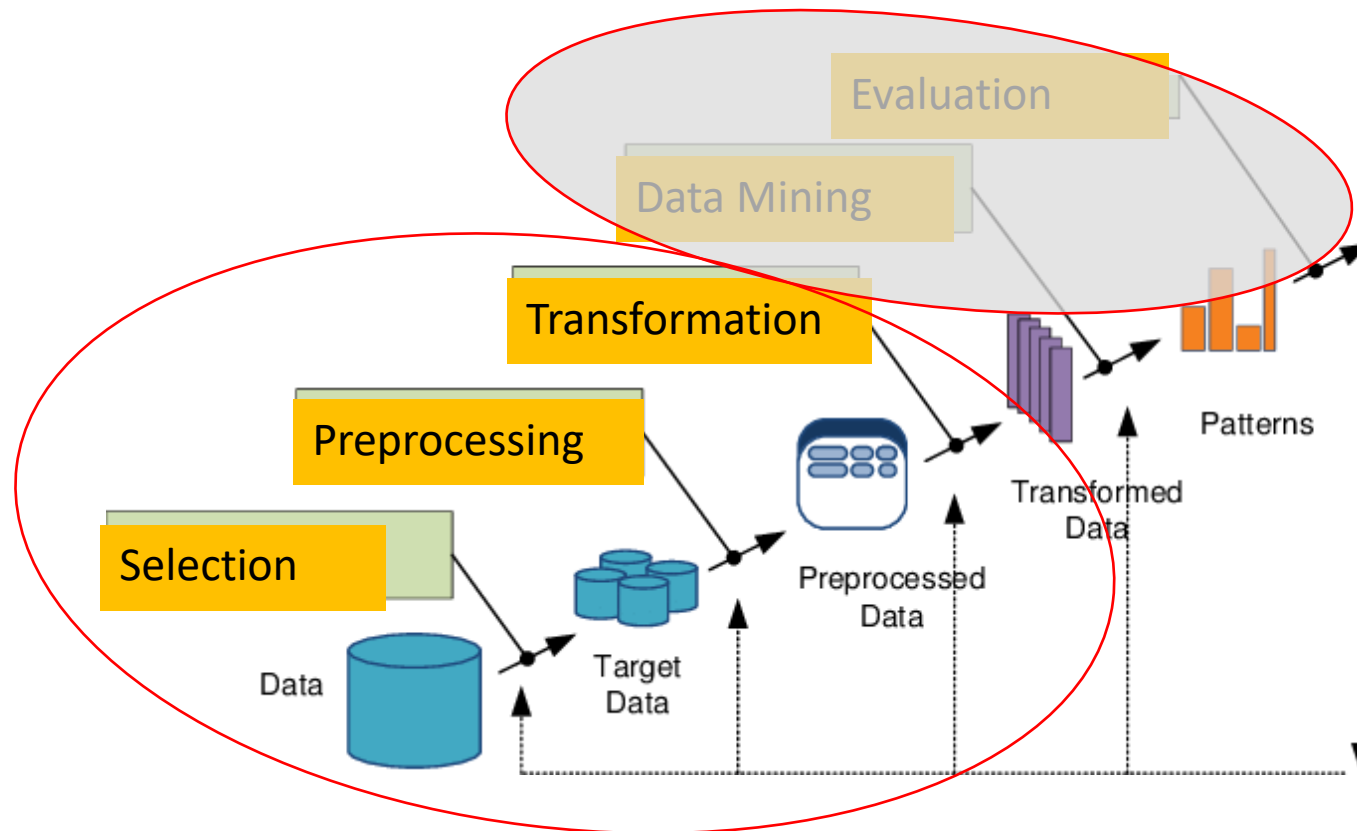 Evaluation
Data Mining
Transformation
Preprocessing
Selection
Data
Target
Data
Preprocessed
Data
Transformed
Data
Patterns